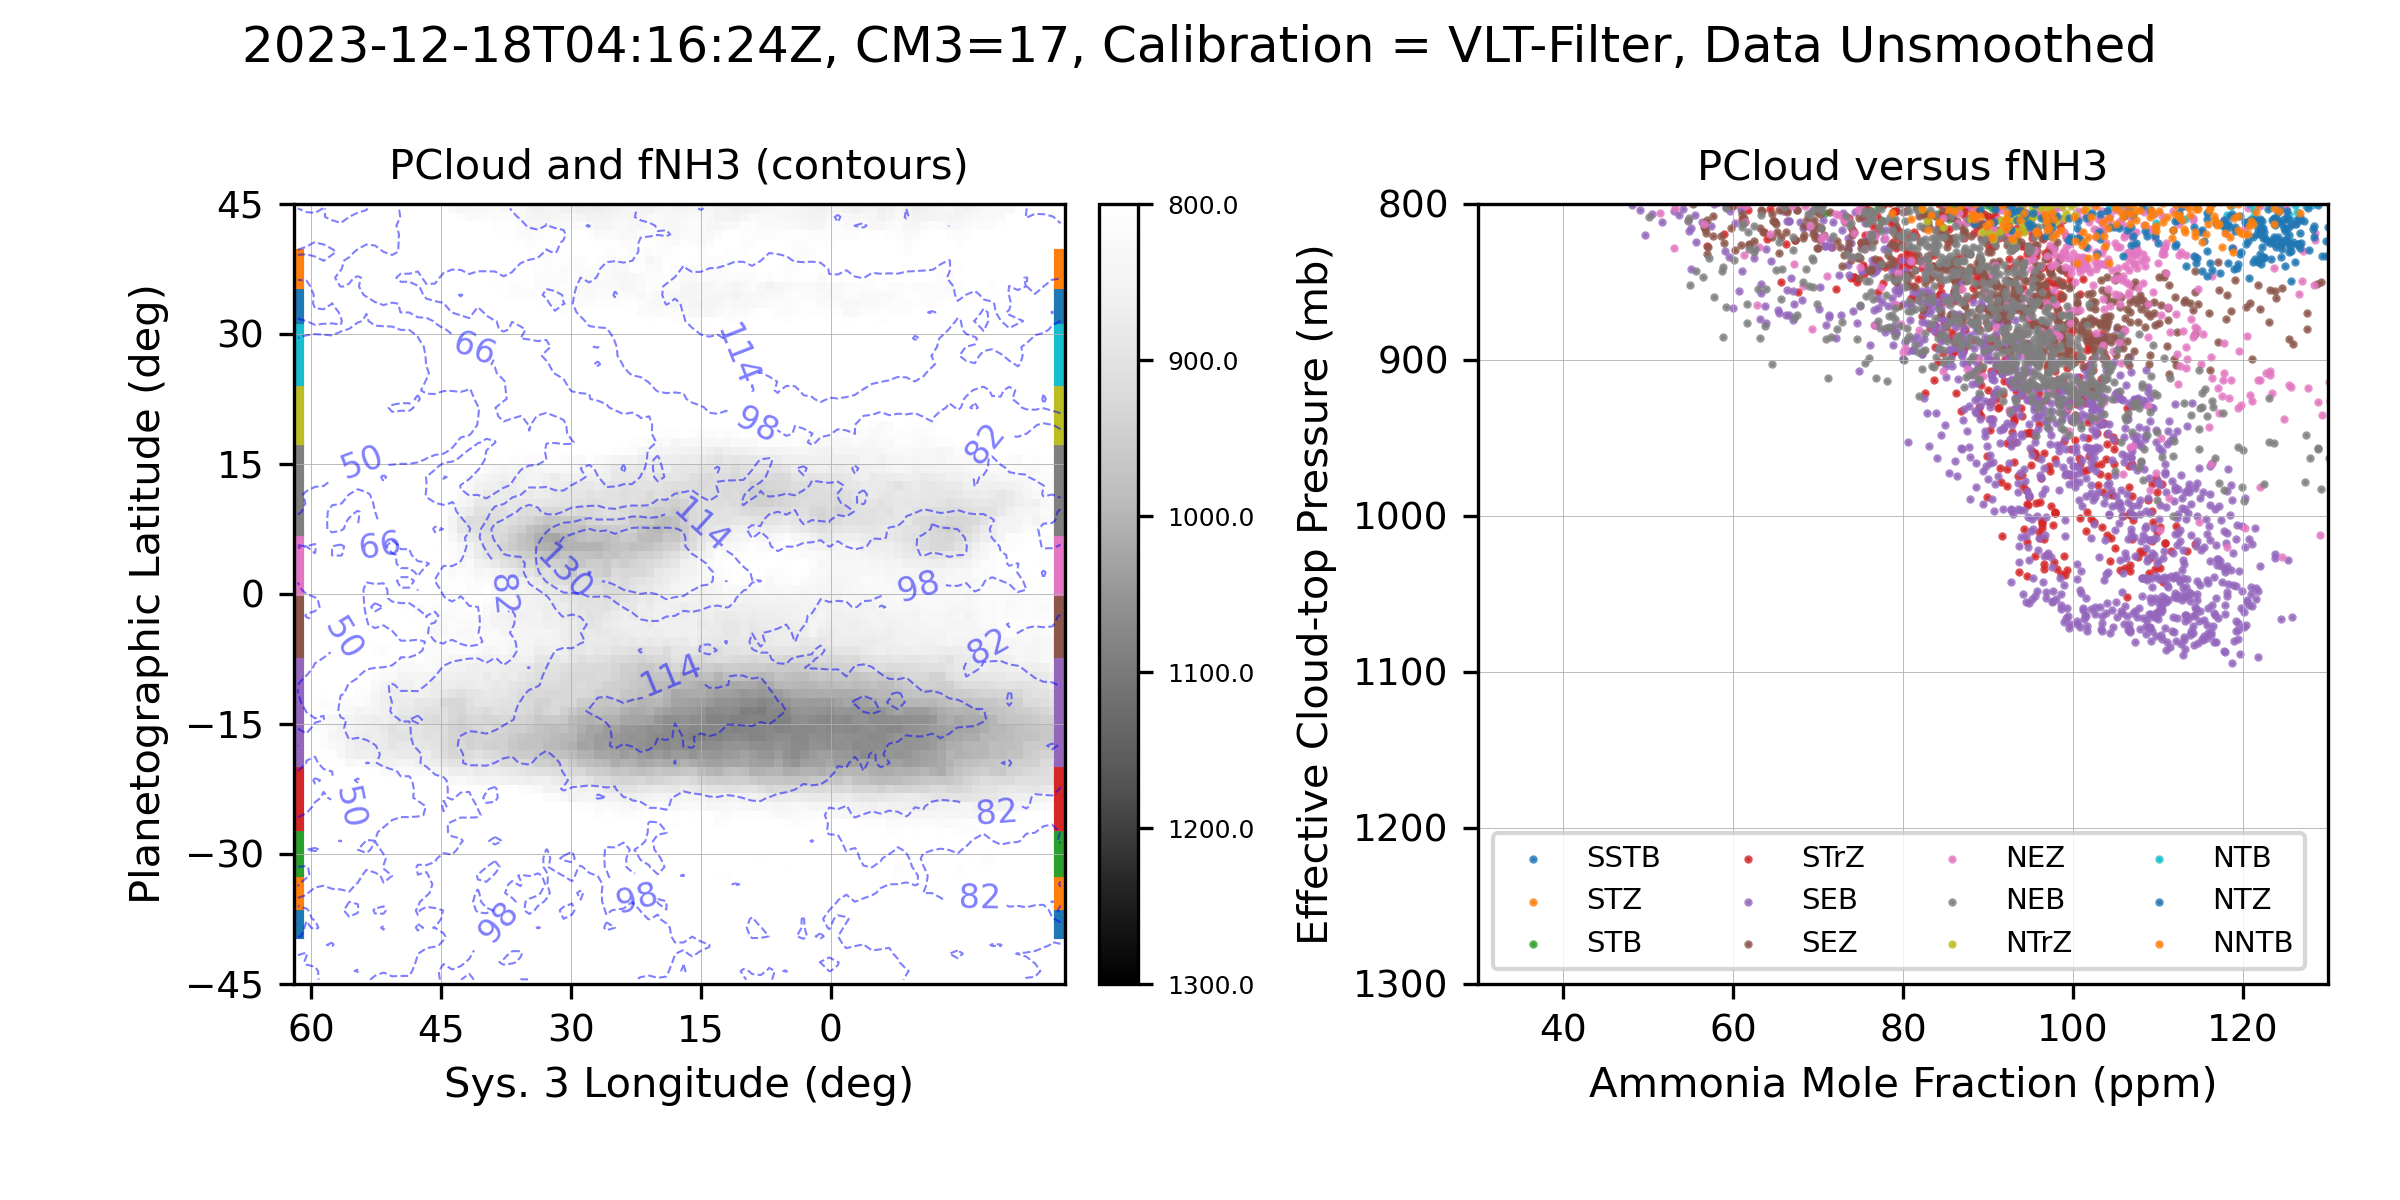 2023-12-18T04:16:24Z, CM3=17, Calibration = VLT-Filter, Data Unsmoothed
PCloud and fNH3 (contours)
45
30
15
0
−15
−30
−45
Planetographic Latitude (deg)
60
45
30
15
0
Sys. 3 Longitude (deg)
66
114
98
82
50
66
114
130
82
98
50
82
114
50
82
98
98
82
800.0
900.0
1000.0
1100.0
1200.0
1300.0
PCloud versus fNH3
800
900
1000
1100
1200
1300
Effective Cloud-top Pressure (mb)
40
60
80
100
120
Ammonia Mole Fraction (ppm)
SSTB
STZ
STB
STrZ
SEB
SEZ
NEZ
NEB
NTrZ
NTB
NTZ
NNTB